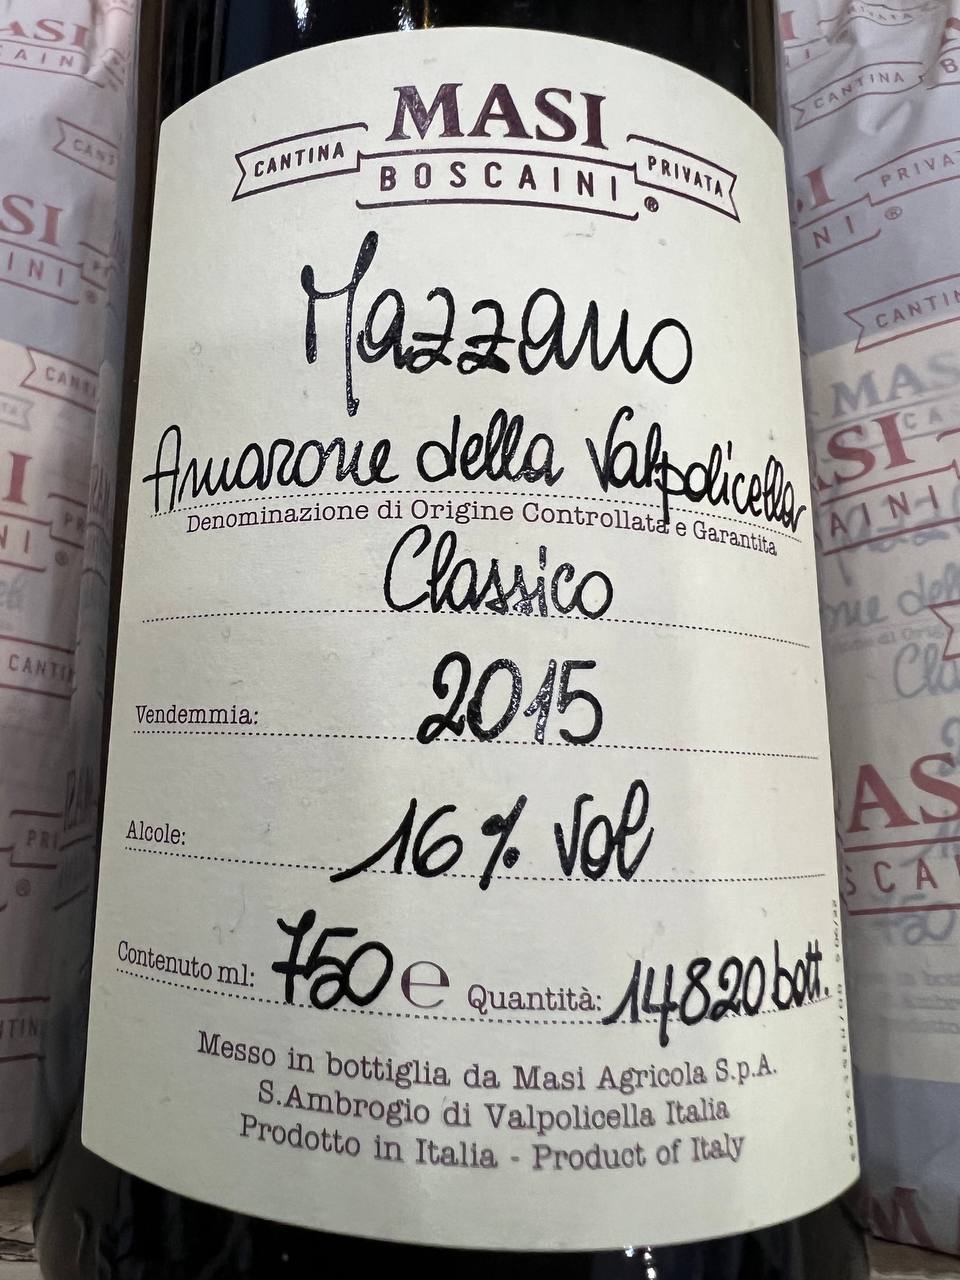 MASI
CANTINA BOSCAINI PRIVATA ®
Mazzano
Amarone della Valpolicella
Denominazione di Origine Controllata e Garantita
Classico
Vendemmia: 2015
Alcole: 16% vol
Contenuto ml: 750 e Quantità: 14820 bott.
Messo in bottiglia da Masi Agricola S.p.A.
S.Ambrogio di Valpolicella Italia
Prodotto in Italia - Product of Italy